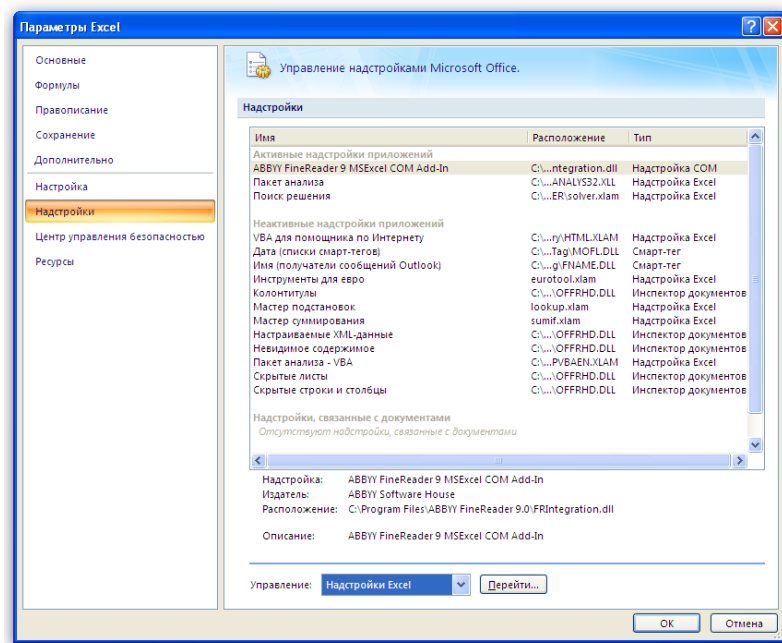 Параметры Excel
Основные
Формулы
Правописание
Сохранение
Дополнительно
Настройка
Надстройки
Центр управления безопасностью
Ресурсы
Управление надстройками Microsoft Office.
Надстройки
Имя Расположение Тип
Активные надстройки приложений
ABBYY FineReader 9 MSExcel COM Add-In C:\...ntegration.dll Надстройка COM
Пакет анализа C:\...ANALYS32.XLL Надстройка Excel
Поиск решения C:\...ER\solver.xlam Надстройка Excel
Неактивные надстройки приложений
VBA для помощника по Интернету C:\...ry\HTML.XLAM Надстройка Excel
Дата (списки смарт-тегов) C:\...Tag\MOFL.DLL Смарт-тег
Имя (получатели сообщений Outlook) C:\...g\FNAME.DLL Смарт-тег
Инструменты для евро eurotool.xlam Надстройка Excel
Колонтитулы C:\...\OFFRHD.DLL Инспектор документов
Мастер подстановок lookup.xlam Надстройка Excel
Мастер суммирования sumif.xlam Надстройка Excel
Настраиваемые XML-данные C:\...\OFFRHD.DLL Инспектор документов
Невидимое содержимое C:\...\OFFRHD.DLL Инспектор документов
Пакет анализа - VBA C:\...PVBAEN.XLAM Надстройка Excel
Скрытые листы C:\...\OFFRHD.DLL Инспектор документов
Скрытые строки и столбцы C:\...\OFFRHD.DLL Инспектор документов
Надстройки, связанные с документами
Отсутствуют надстройки, связанные с документами
Надстройка: ABBYY FineReader 9 MSExcel COM Add-In
Издатель: ABBYY Software House
Расположение: C:\Program Files\ABBYY FineReader 9.0\FRIntegration.dll
Описание: ABBYY FineReader 9 MSExcel COM Add-In
Управление: Надстройки Excel Перейти...
ОК Отмена